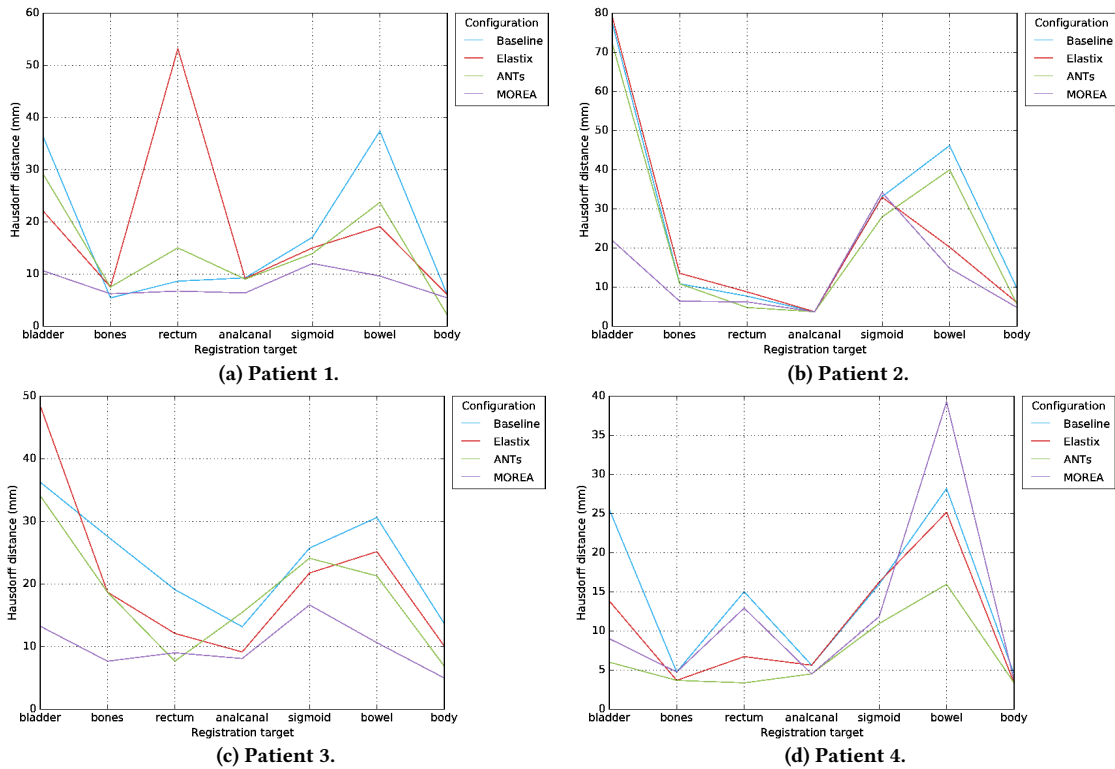 60
50
40
30
20
10
0
Hausdorff distance (mm)
bladder bones rectum analcanal sigmoid bowel body
Registration target
Configuration
Baseline
Elastix
ANTs
MOREA
(a) Patient 1.
80
70
60
50
40
30
20
10
0
Hausdorff distance (mm)
bladder bones rectum analcanal sigmoid bowel body
Registration target
Configuration
Baseline
Elastix
ANTs
MOREA
(b) Patient 2.
50
40
30
20
10
0
Hausdorff distance (mm)
bladder bones rectum analcanal sigmoid bowel body
Registration target
Configuration
Baseline
Elastix
ANTs
MOREA
(c) Patient 3.
40
35
30
25
20
15
10
5
0
Hausdorff distance (mm)
bladder bones rectum analcanal sigmoid bowel body
Registration target
Configuration
Baseline
Elastix
ANTs
MOREA
(d) Patient 4.